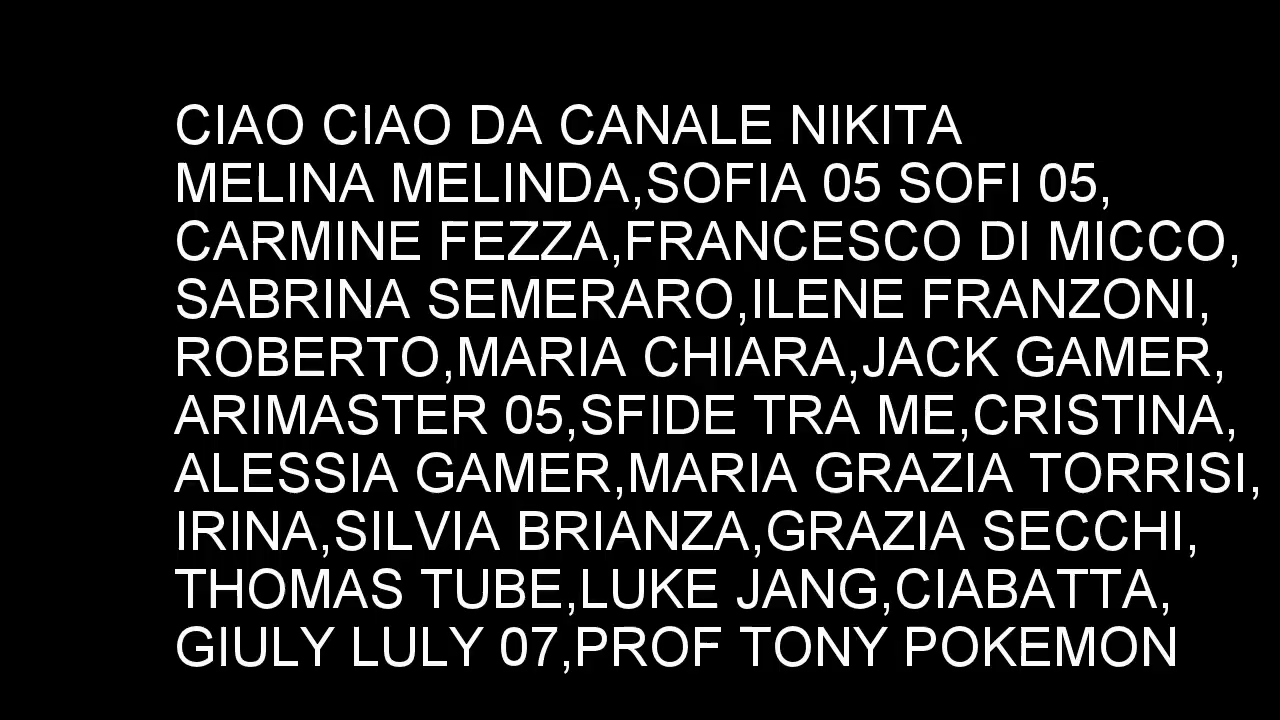 CIAO CIAO DA CANALE NIKITA
MELINA MELINDA,SOFIA 05 SOFI 05,
CARMINE FEZZA,FRANCESCO DI MICCO,
SABRINA SEMERARO,ILENE FRANZONI,
ROBERTO,MARIA CHIARA,JACK GAMER,
ARIMASTER 05,SFIDE TRA ME,CRISTINA,
ALESSIA GAMER,MARIA GRAZIA TORRISI,
IRINA,SILVIA BRIANZA,GRAZIA SECCHI,
THOMAS TUBE,LUKE JANG,CIABATTA,
GIULY LULY 07,PROF TONY POKEMON